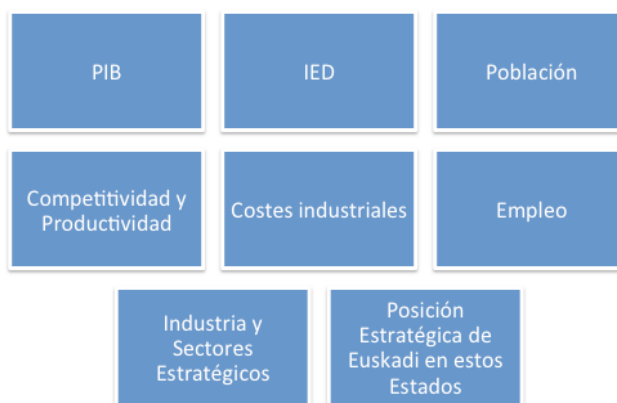 PIB
IED
Población
Competitividad y
Productividad
Costes industriales
Empleo
Industria y
Sectores
Estratégicos
Posición
Estratégica de
Euskadi en estos
Estados